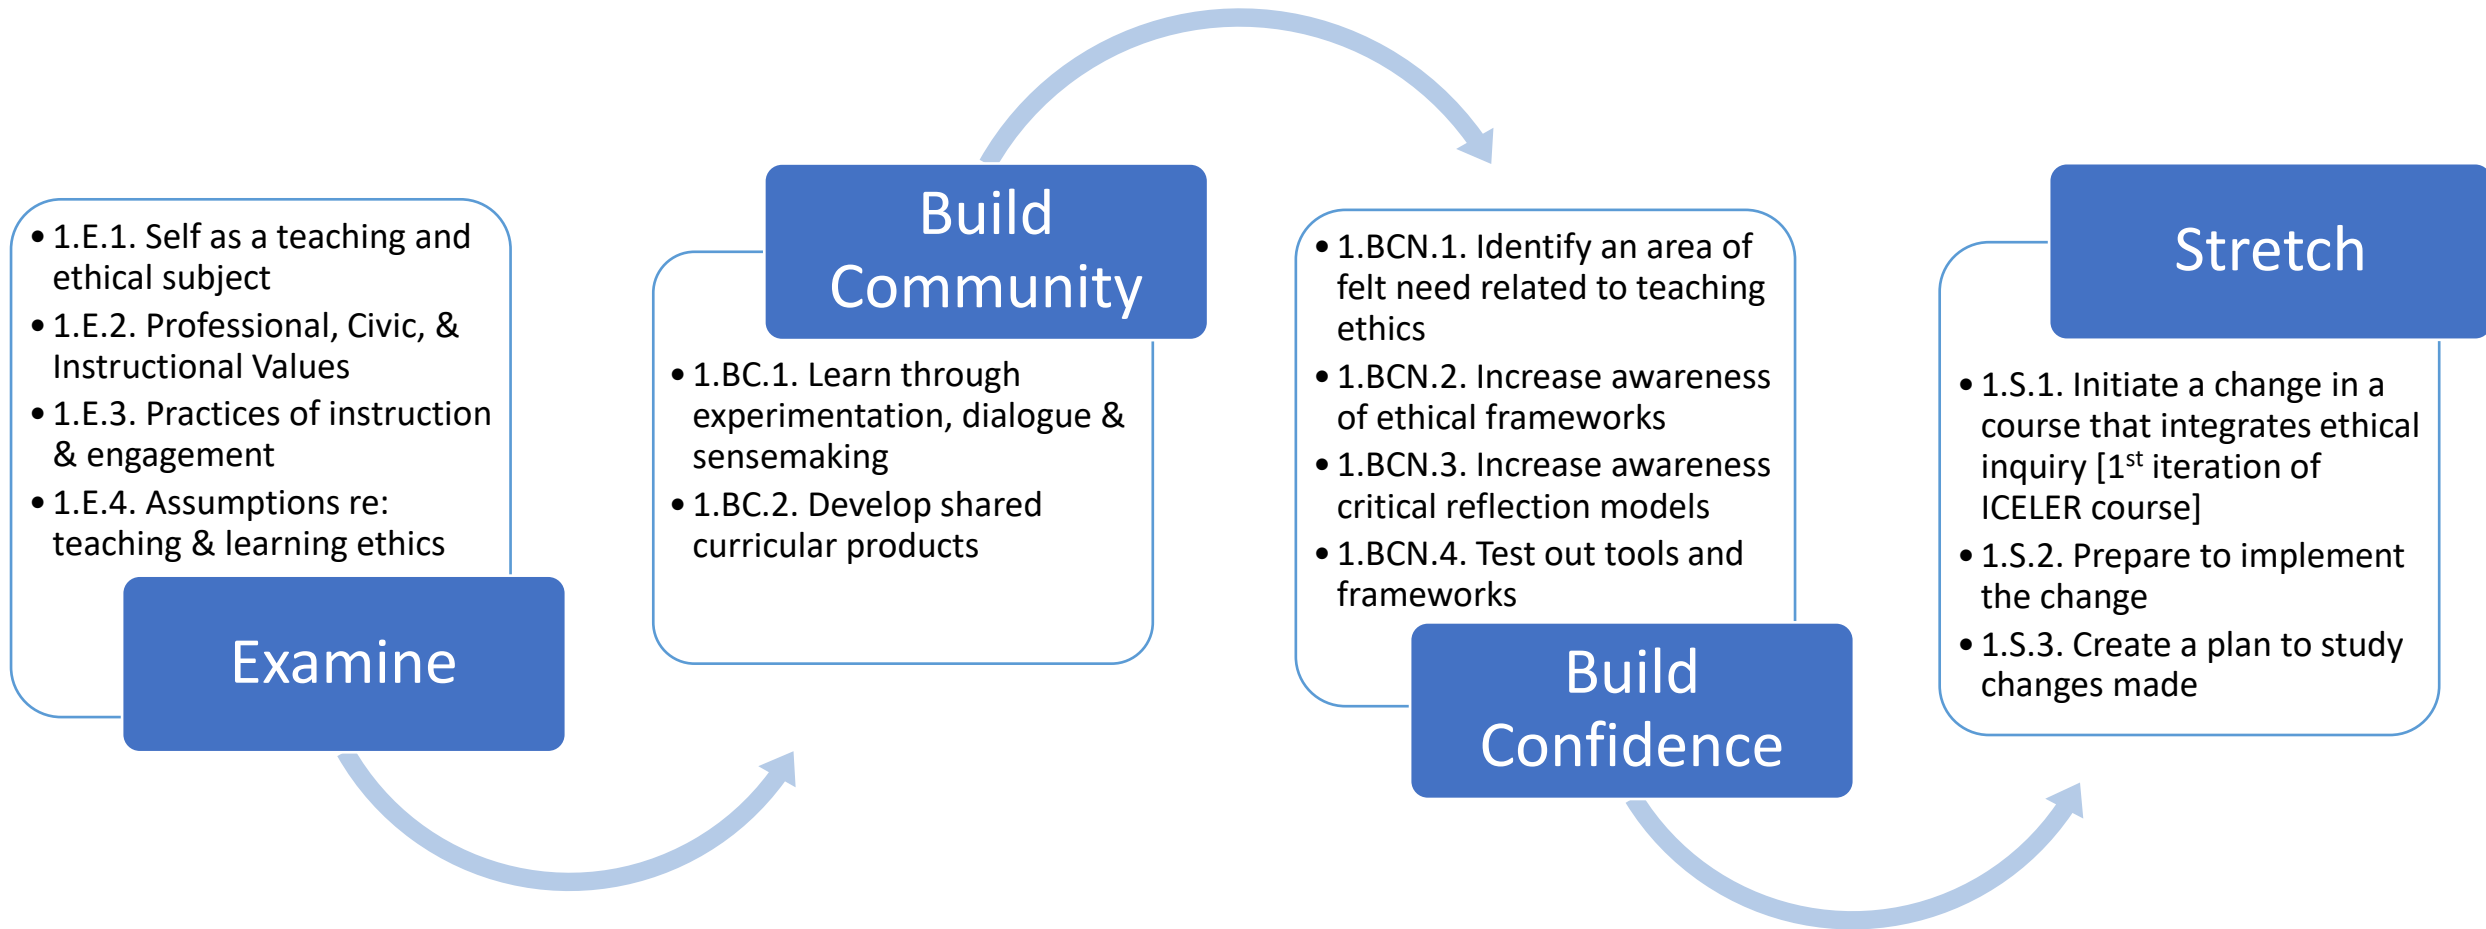 • 1.E.1. Self as a teaching and
ethical subject
• 1.E.2. Professional, Civic, &
Instructional Values
• 1.E.3. Practices of instruction
& engagement
• 1.E.4. Assumptions re:
teaching & learning ethics
Examine
Build
Community
• 1.BC.1. Learn through
experimentation, dialogue &
sensemaking
• 1.BC.2. Develop shared
curricular products
• 1.BCN.1. Identify an area of
felt need related to teaching
ethics
• 1.BCN.2. Increase awareness
of ethical frameworks
• 1.BCN.3. Increase awareness
critical reflection models
• 1.BCN.4. Test out tools and
frameworks
Build
Confidence
Stretch
• 1.S.1. Initiate a change in a
course that integrates ethical
inquiry [1st iteration of
ICELER course]
• 1.S.2. Prepare to implement
the change
• 1.S.3. Create a plan to study
changes made